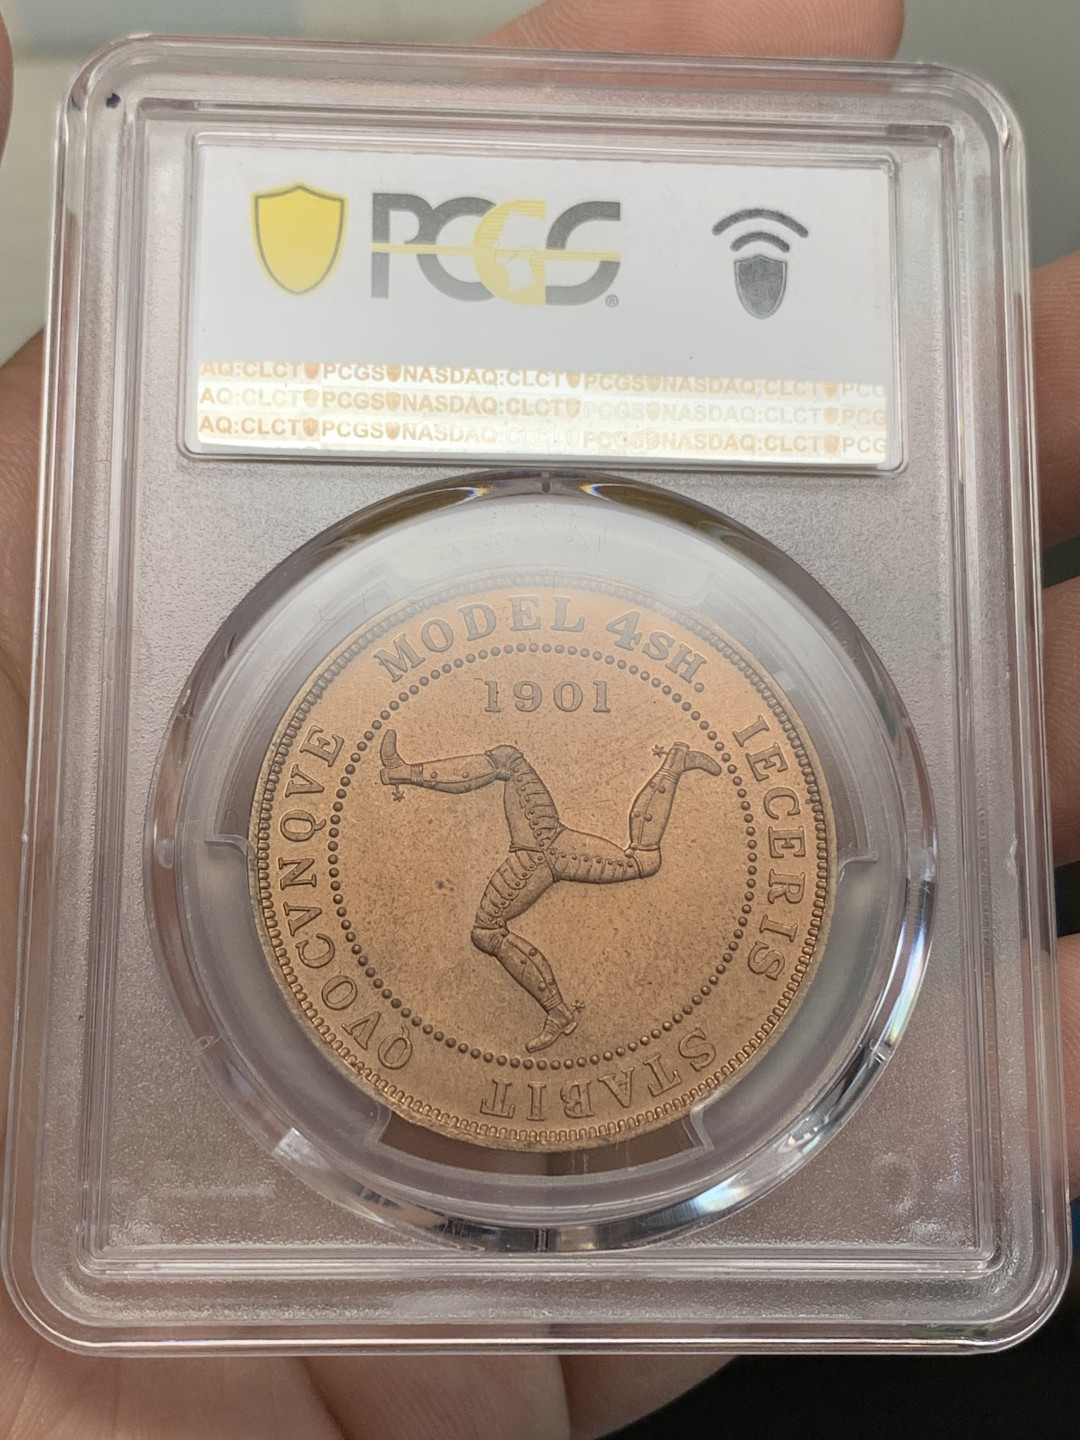 PCGS®
AQ:CLCT PCGS NASDAQ:CLCT PCGS NASDAQ:CLCT PCG
AQ:CLCT PCGS NASDAQ:CLCT PCGS NASDAQ:CLCT PCG
AQ:CLCT PCGS NASDAQ:CLCT PCGS NASDAQ:CLCT PCG
MODEL 4SH.
1901
QVOCVNQVE
IECERIS
STABIT